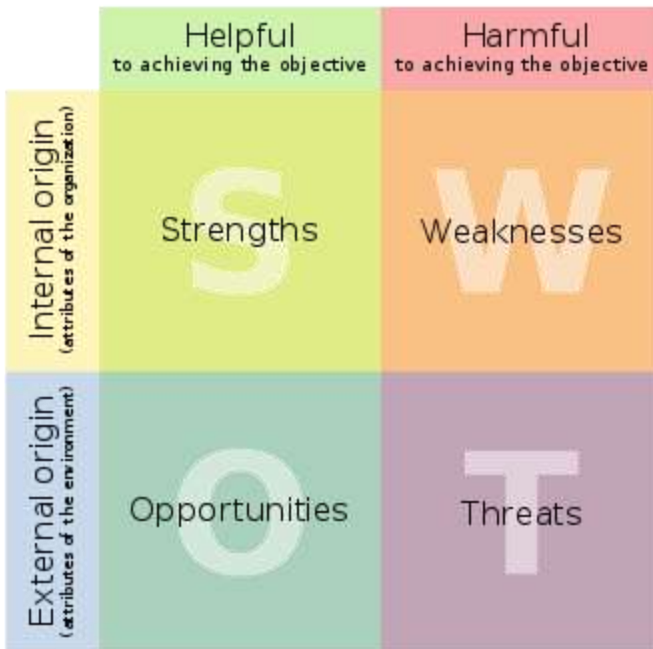 Helpful
to achieving the objective
Harmful
to achieving the objective
Internal origin
(attributes of the organization)
S
Strengths
W
Weaknesses
External origin
(attributes of the environment)
O
Opportunities
T
Threats